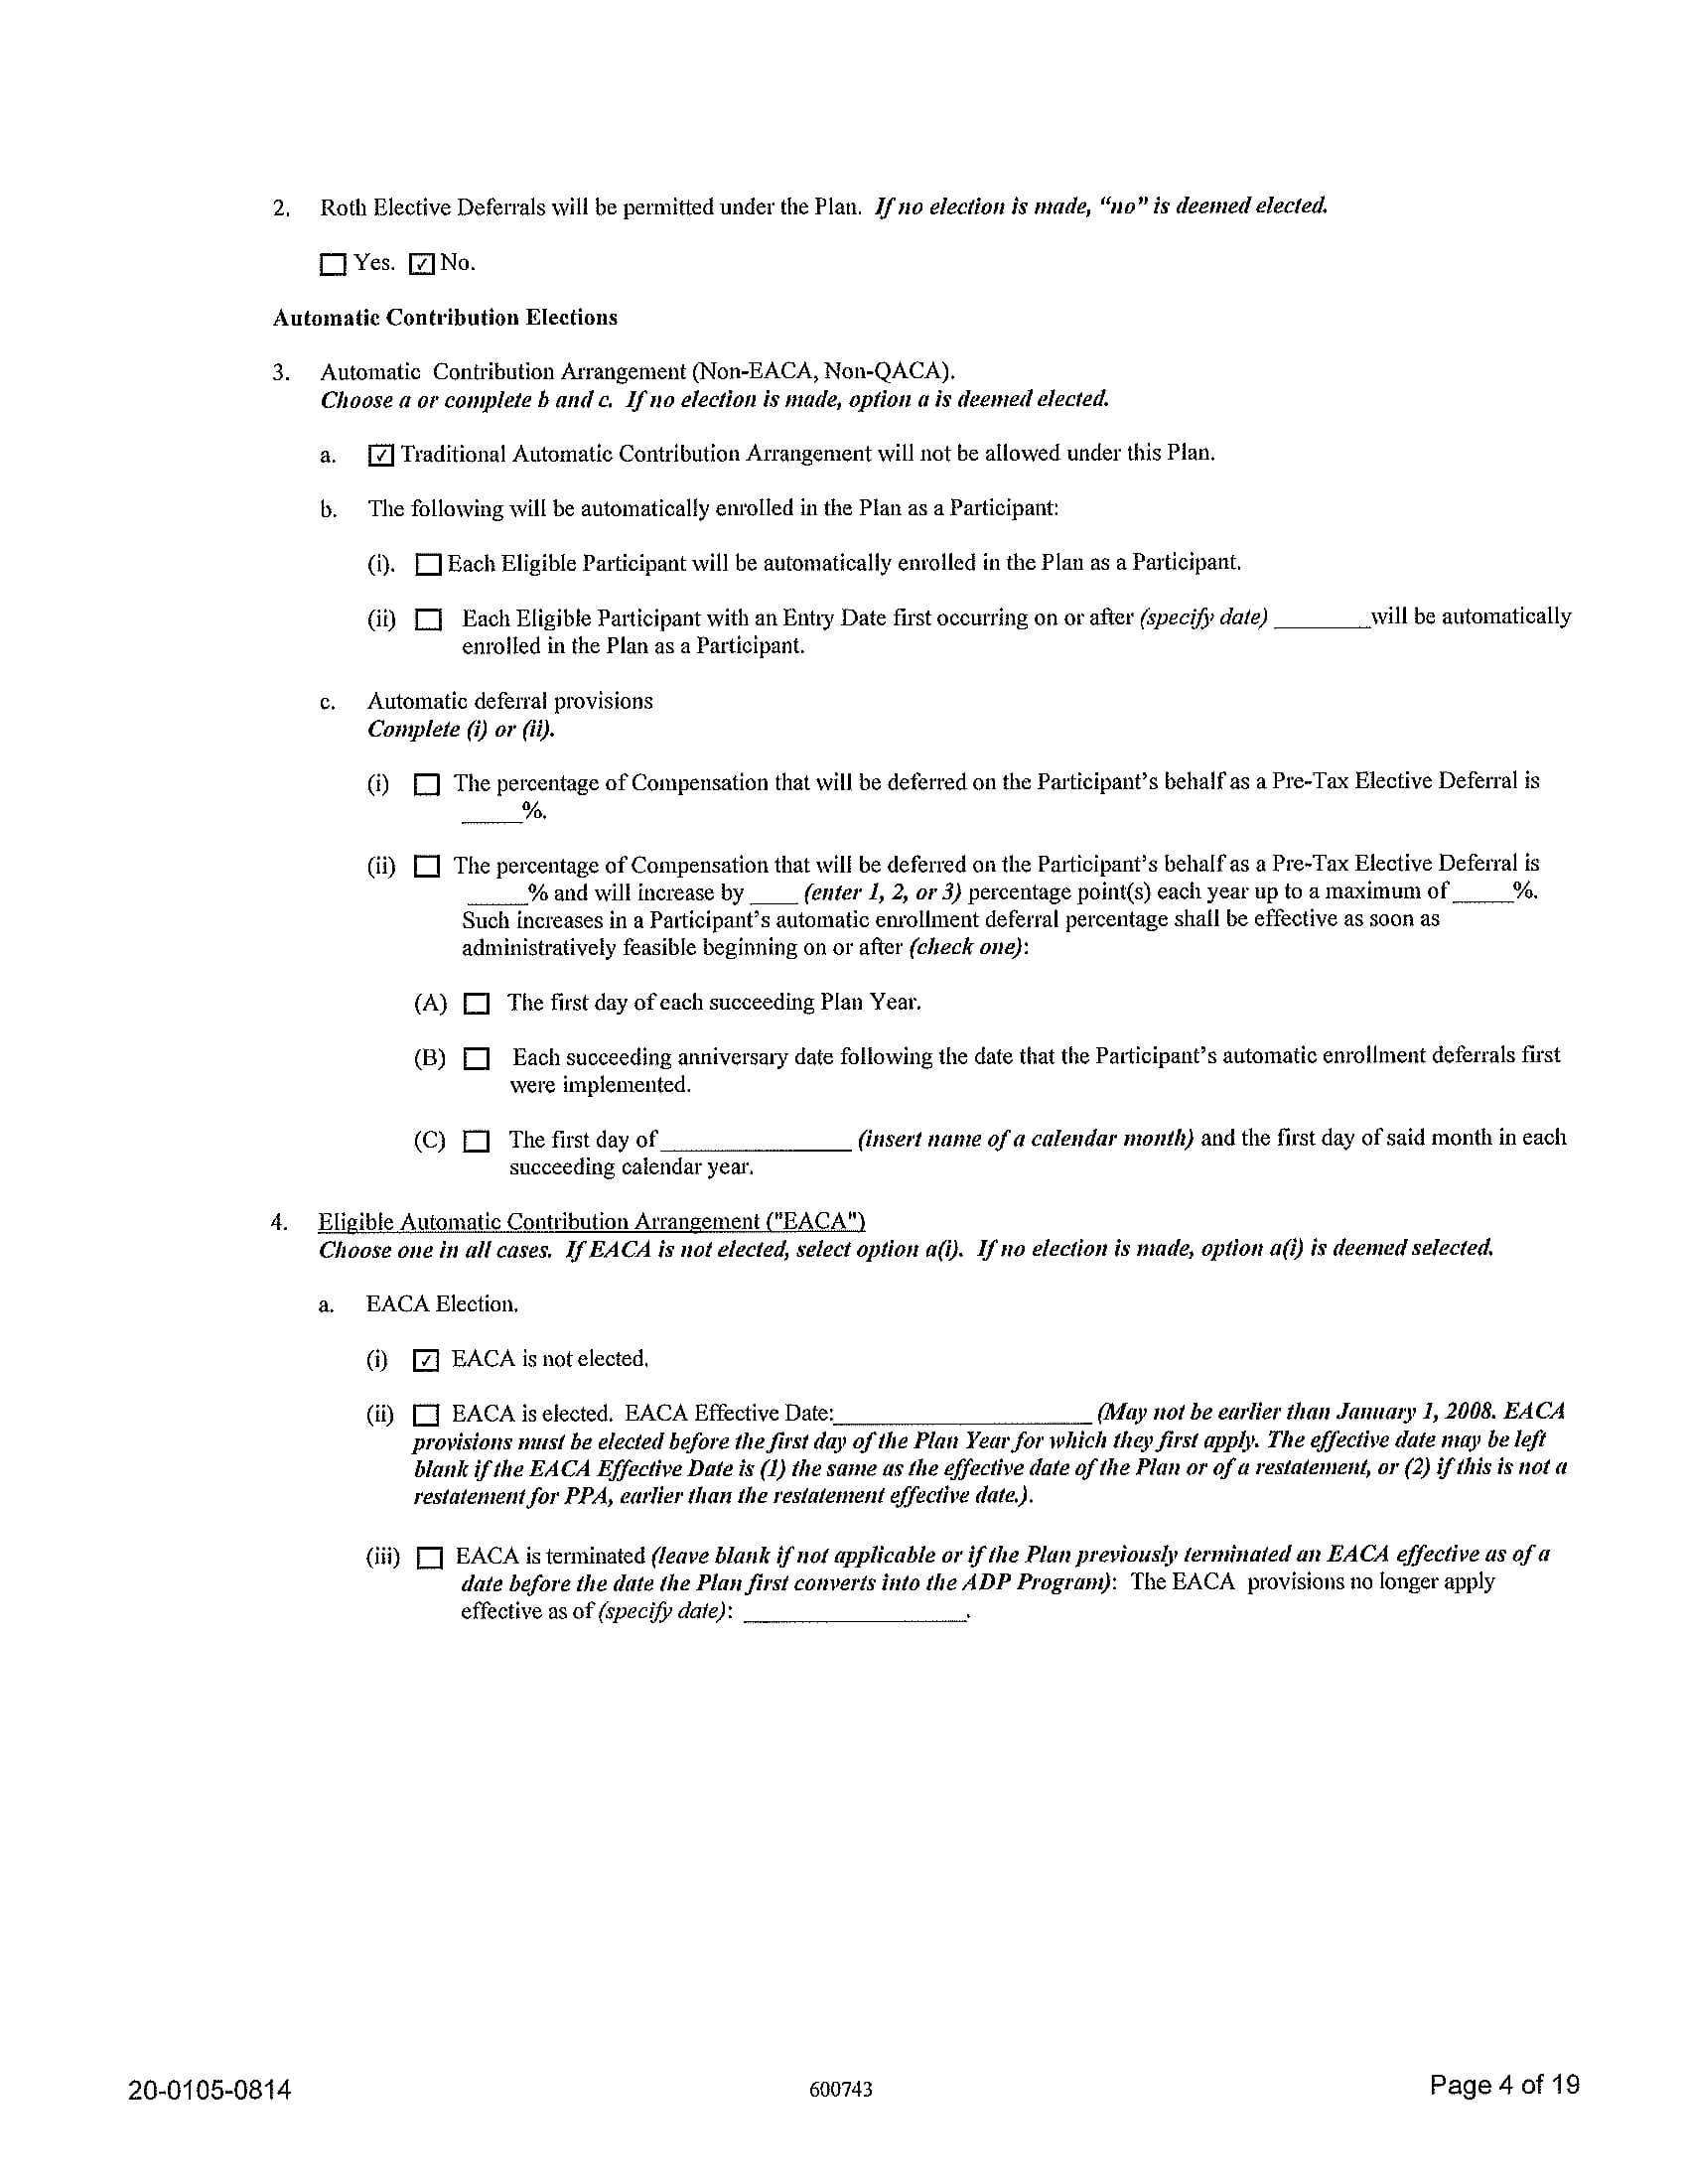 2. Roth Elective Deferrals will be permitted under the Plan. If no election is made, “no” is deemed elected.
☐ Yes. ☑ No.
Automatic Contribution Elections
3. Automatic Contribution Arrangement (Non-EACA, Non-QACA).
Choose a or complete b and c. If no election is made, option a is deemed elected.
a. ☑ Traditional Automatic Contribution Arrangement will not be allowed under this Plan.
b. The following will be automatically enrolled in the Plan as a Participant:
(i). ☐ Each Eligible Participant will be automatically enrolled in the Plan as a Participant.
(ii) ☐ Each Eligible Participant with an Entry Date first occurring on or after (specify date) ________will be automatically
enrolled in the Plan as a Participant.
c. Automatic deferral provisions
Complete (i) or (ii).
(i) ☐ The percentage of Compensation that will be deferred on the Participant’s behalf as a Pre-Tax Elective Deferral is
_____%.
(ii) ☐ The percentage of Compensation that will be deferred on the Participant’s behalf as a Pre-Tax Elective Deferral is
_____% and will increase by ____ (enter 1, 2, or 3) percentage point(s) each year up to a maximum of _____%.
Such increases in a Participant’s automatic enrollment deferral percentage shall be effective as soon as
administratively feasible beginning on or after (check one):
(A) ☐ The first day of each succeeding Plan Year.
(B) ☐ Each succeeding anniversary date following the date that the Participant’s automatic enrollment deferrals first
were implemented.
(C) ☐ The first day of ________________ (insert name of a calendar month) and the first day of said month in each
succeeding calendar year.
4. Eligible Automatic Contribution Arrangement ("EACA")
Choose one in all cases. If EACA is not elected, select option a(i). If no election is made, option a(i) is deemed selected.
a. EACA Election.
(i) ☑ EACA is not elected.
(ii) ☐ EACA is elected. EACA Effective Date:________________________ (May not be earlier than January 1, 2008. EACA
provisions must be elected before the first day of the Plan Year for which they first apply. The effective date may be left
blank if the EACA Effective Date is (1) the same as the effective date of the Plan or of a restatement, or (2) if this is not a
restatement for PPA, earlier than the restatement effective date.).
(iii) ☐ EACA is terminated (leave blank if not applicable or if the Plan previously terminated an EACA effective as of a
date before the date the Plan first converts into the ADP Program): The EACA provisions no longer apply
effective as of (specify date): ___________________.
20-0105-0814 600743 Page 4 of 19